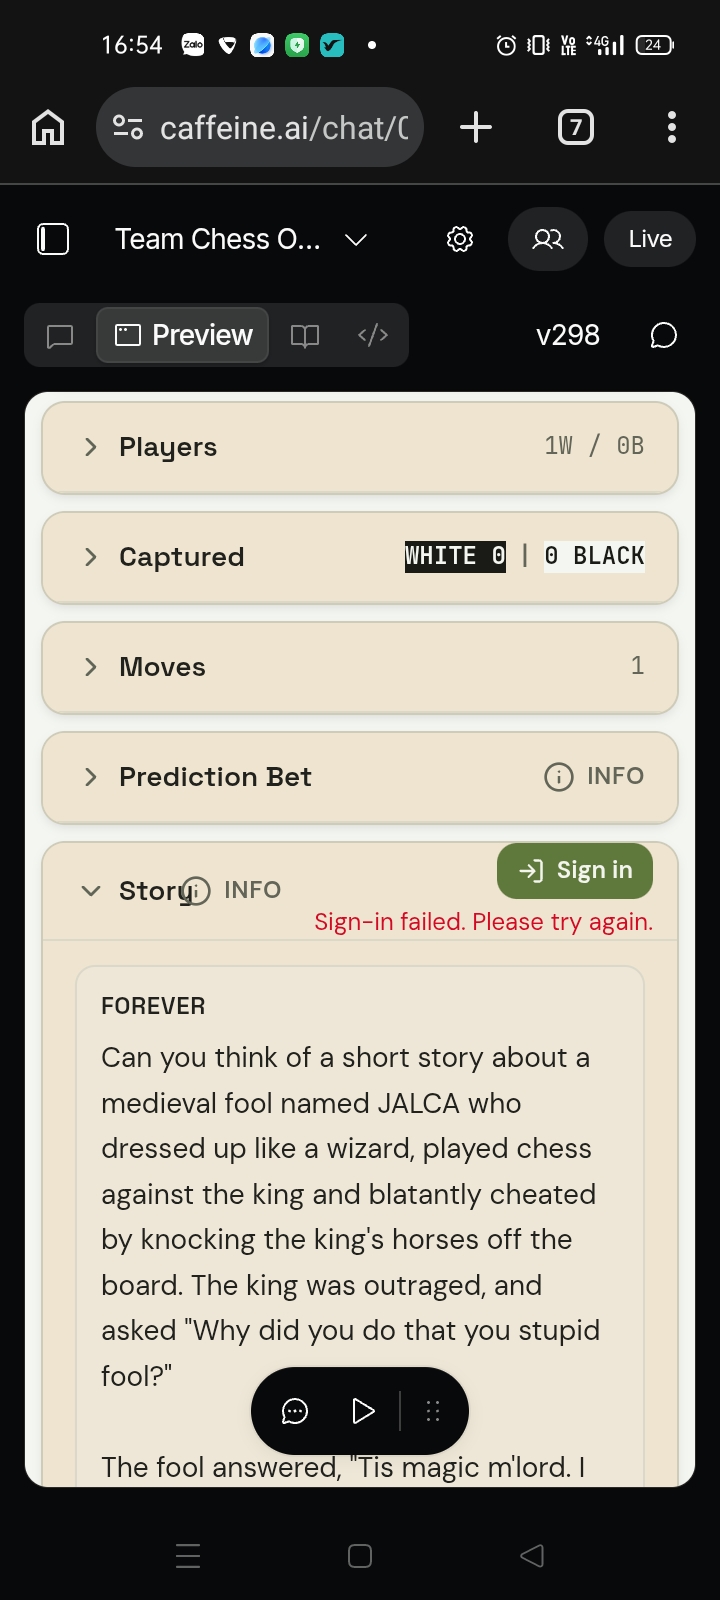 16:54
Zalo
VoLTE
4G
24
caffeine.ai/chat/
7
Team Chess O...
Live
Preview
v298
Players
1W / 0B
Captured
WHITE 0 | 0 BLACK
Moves
1
Prediction Bet
INFO
Story
INFO
Sign in
Sign-in failed. Please try again.
FOREVER
Can you think of a short story about a
medieval fool named JALCA who
dressed up like a wizard, played chess
against the king and blatantly cheated
by knocking the king's horses off the
board. The king was outraged, and
asked "Why did you do that you stupid
fool?"
The fool answered, "Tis magic m'lord. I